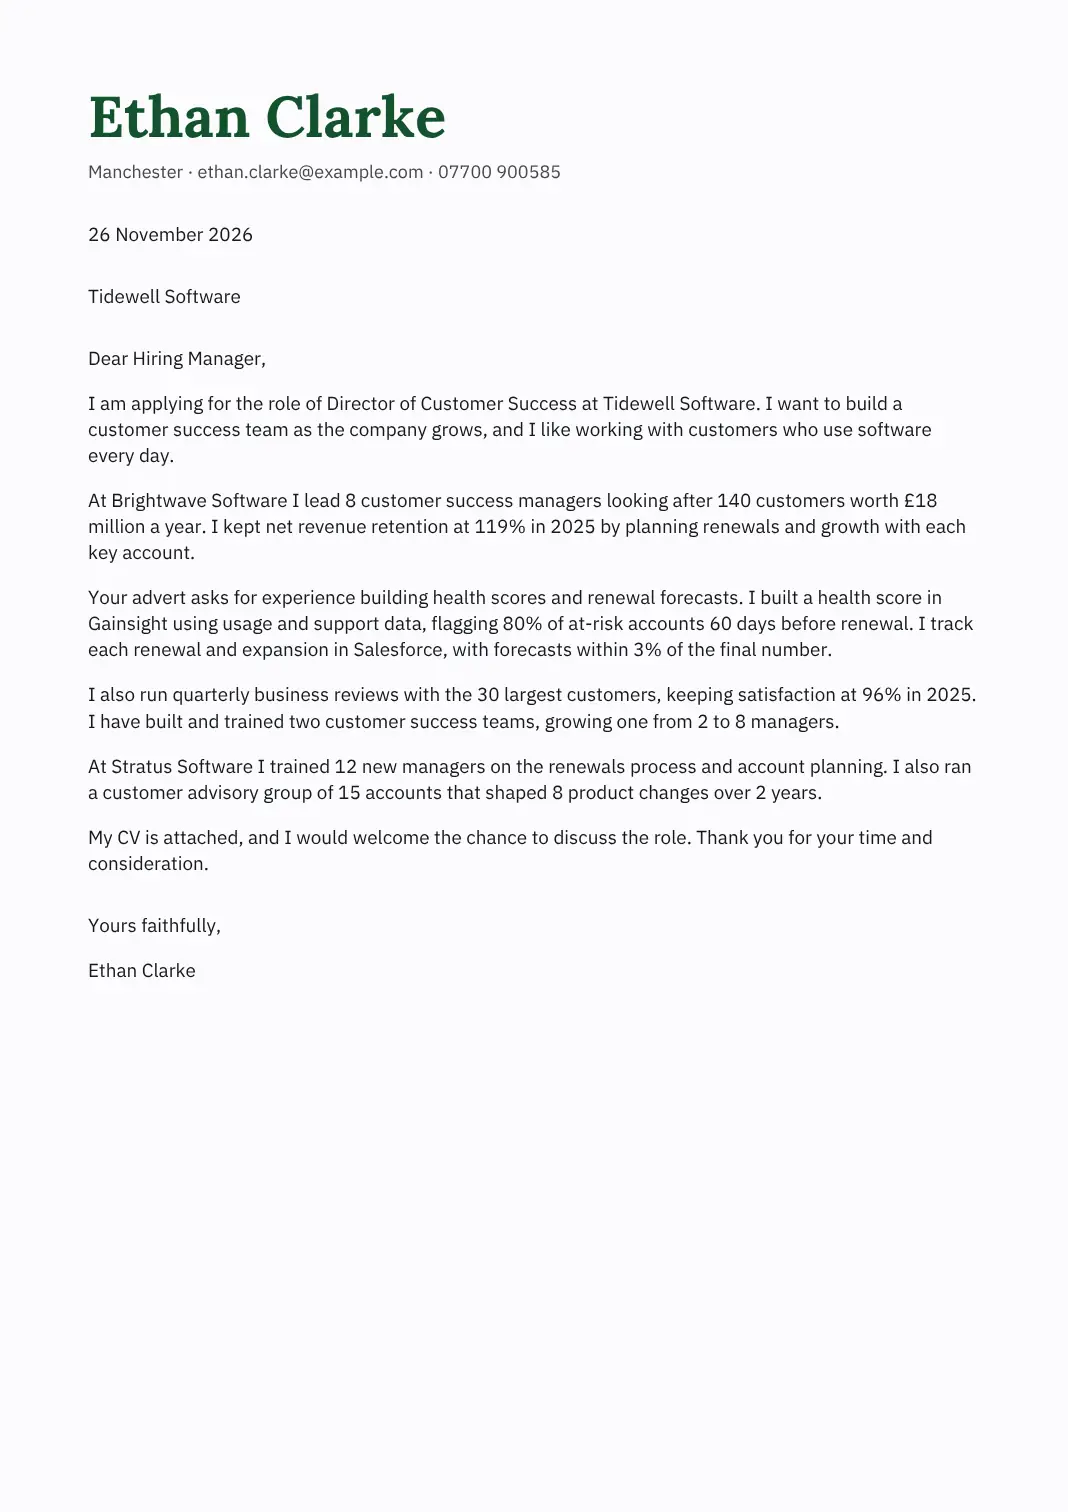 Ethan Clarke
Manchester · ethan.clarke@example.com · 07700 900585
26 November 2026
Tidewell Software
Dear Hiring Manager,
I am applying for the role of Director of Customer Success at Tidewell Software. I want to build a
customer success team as the company grows, and I like working with customers who use software
every day.
At Brightwave Software I lead 8 customer success managers looking after 140 customers worth £18
million a year. I kept net revenue retention at 119% in 2025 by planning renewals and growth with each
key account.
Your advert asks for experience building health scores and renewal forecasts. I built a health score in
Gainsight using usage and support data, flagging 80% of at-risk accounts 60 days before renewal. I track
each renewal and expansion in Salesforce, with forecasts within 3% of the final number.
I also run quarterly business reviews with the 30 largest customers, keeping satisfaction at 96% in 2025.
I have built and trained two customer success teams, growing one from 2 to 8 managers.
At Stratus Software I trained 12 new managers on the renewals process and account planning. I also ran
a customer advisory group of 15 accounts that shaped 8 product changes over 2 years.
My CV is attached, and I would welcome the chance to discuss the role. Thank you for your time and
consideration.
Yours faithfully,
Ethan Clarke